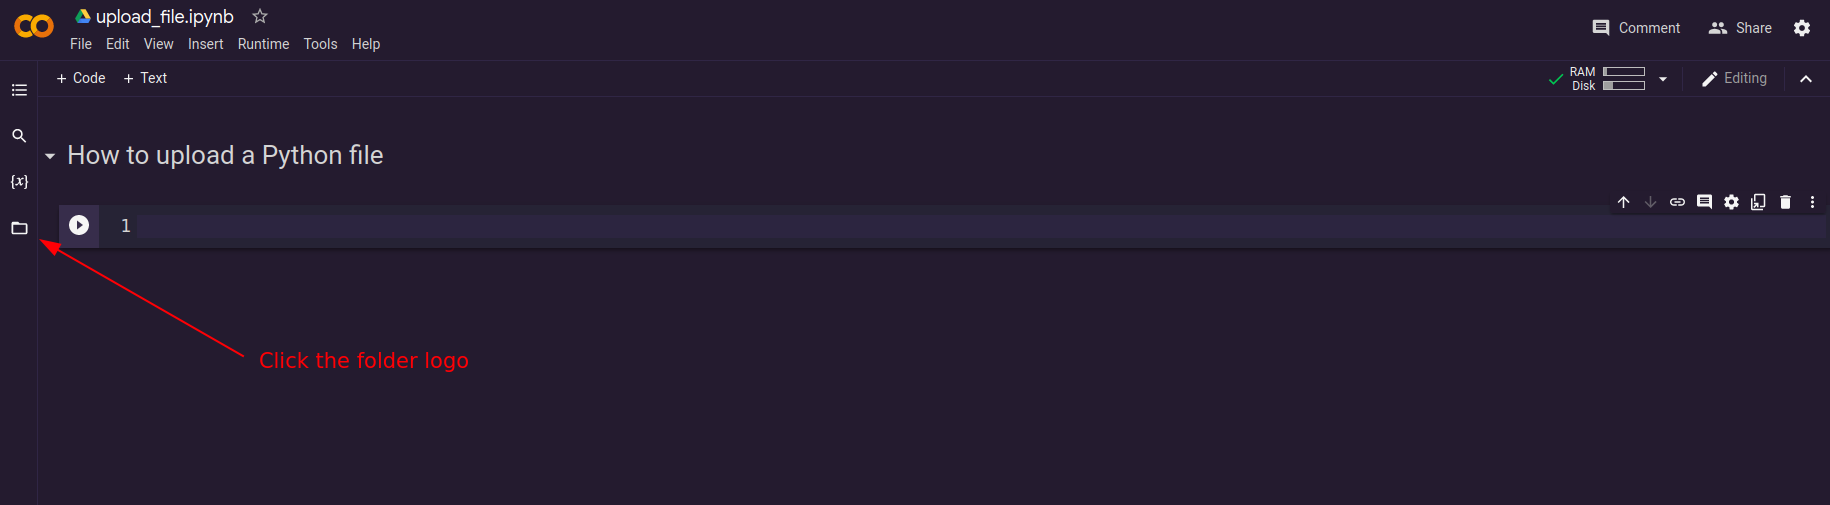 upload_file.ipynb
File Edit View Insert Runtime Tools Help
Comment Share
+ Code + Text
RAM
Disk
Editing
{x}
How to upload a Python file
1
Click the folder logo